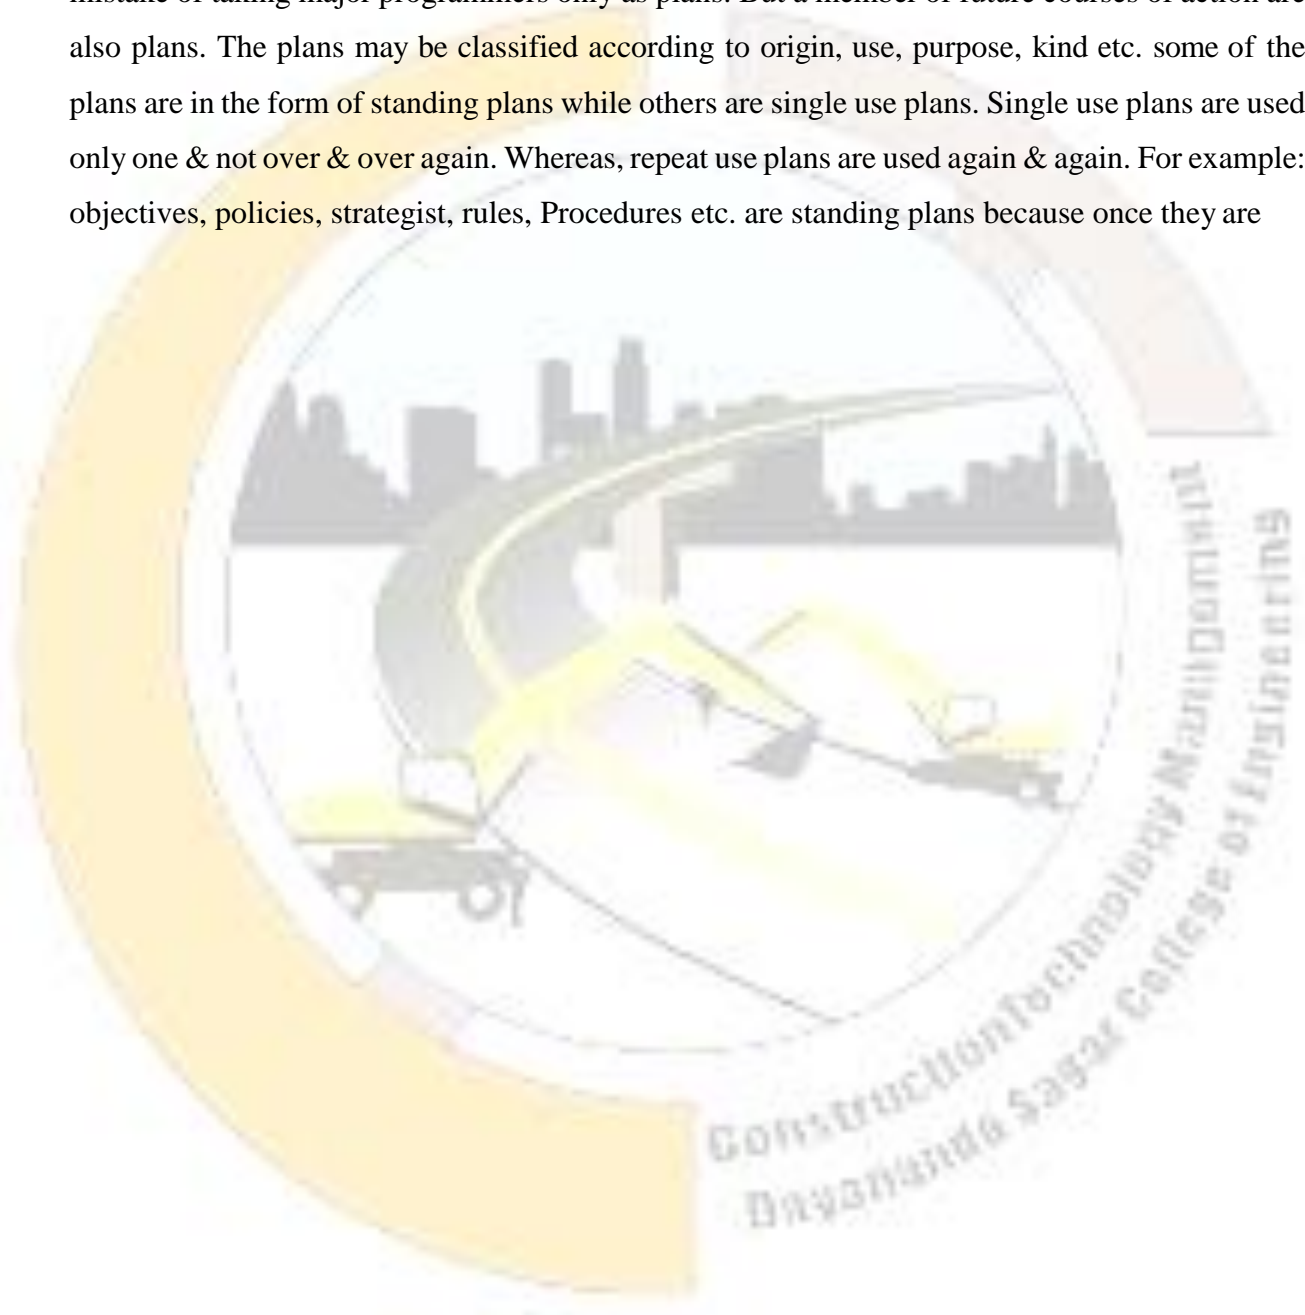 mistake of taking major programmers only as plans. But a member of future courses of action are
also plans. The plans may be classified according to origin, use, purpose, kind etc. some of the
plans are in the form of standing plans while others are single use plans. Single use plans are used
only one & not over & over again. Whereas, repeat use plans are used again & again. For example:
objectives, policies, strategist, rules, Procedures etc. are standing plans because once they are
Construction Technology Management
Dayananda Sagar College of Engineering